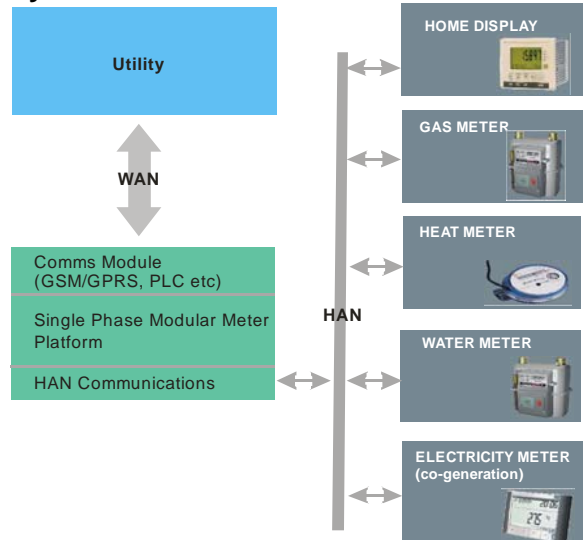 Utility
WAN
Comms Module
(GSM/GPRS, PLC etc)
Single Phase Modular Meter
Platform
HAN Communications
HAN
HOME DISPLAY
GAS METER
HEAT METER
WATER METER
ELECTRICITY METER
(co-generation)